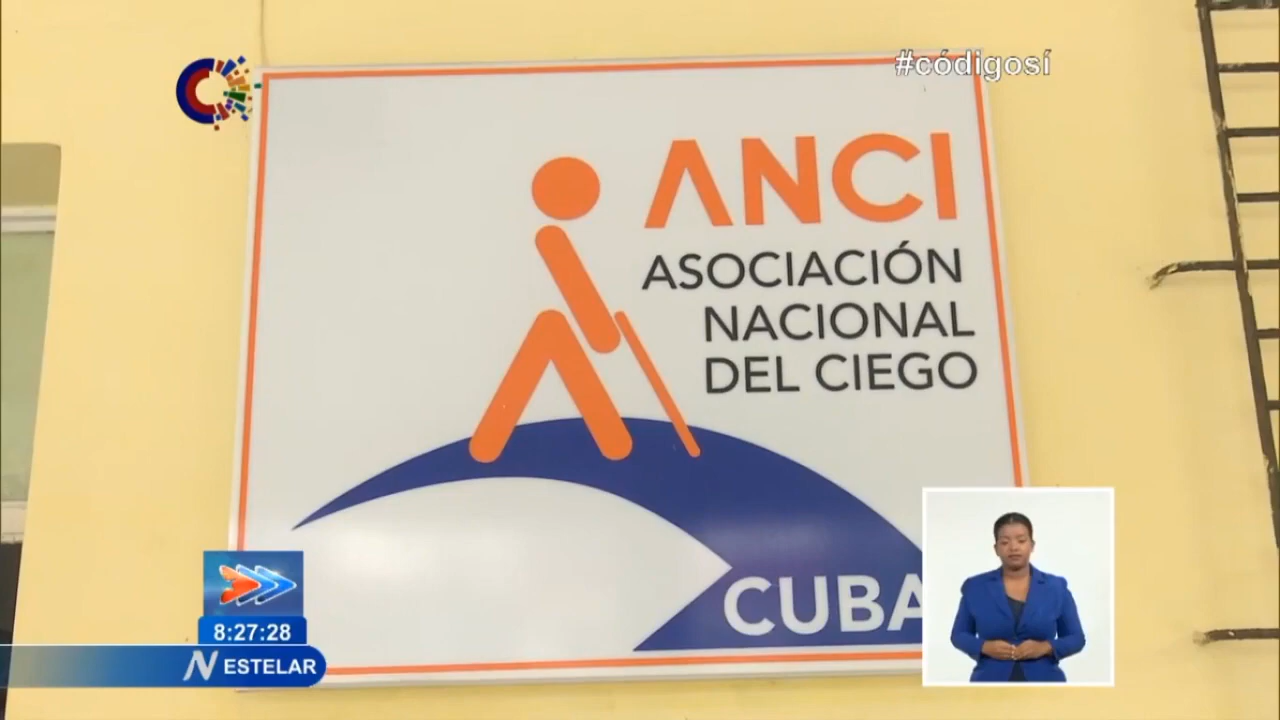 #códigosí
ANCI
ASOCIACIÓN
NACIONAL
DEL CIEGO
CUBA
8:27:28
N ESTELAR